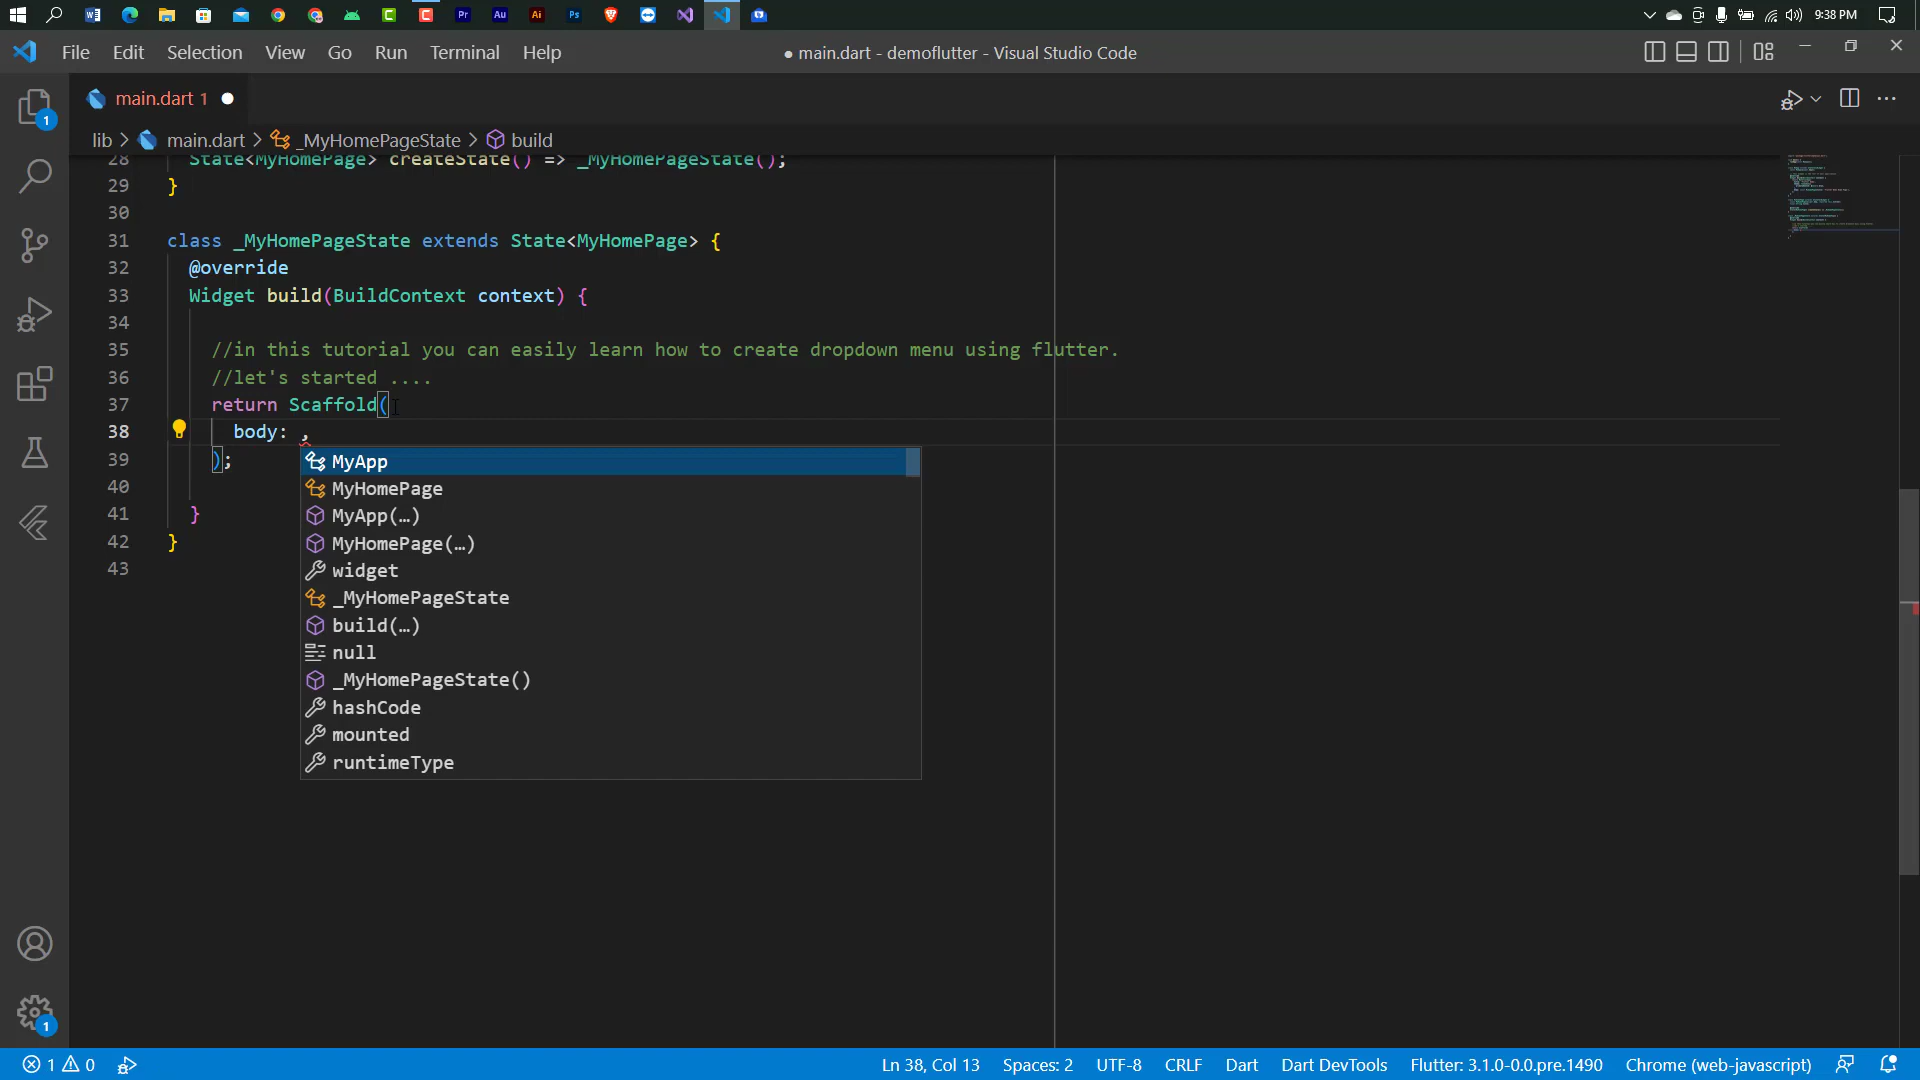 9:38 PM
File Edit Selection View Go Run Terminal Help
● main.dart - demoflutter - Visual Studio Code
main.dart 1
lib > main.dart > _MyHomePageState > build
28 State<MyHomePage> createState() => _MyHomePageState();
29 }
30
31 class _MyHomePageState extends State<MyHomePage> {
32 @override
33 Widget build(BuildContext context) {
34
35 //in this tutorial you can easily learn how to create dropdown menu using flutter.
36 //let's started ....
37 return Scaffold(
38 body: ,
39 );
40
41 }
42 }
43
MyApp
MyHomePage
MyApp(…)
MyHomePage(…)
widget
_MyHomePageState
build(…)
null
_MyHomePageState()
hashCode
mounted
runtimeType
1 0 Ln 38, Col 13 Spaces: 2 UTF-8 CRLF Dart Dart DevTools Flutter: 3.1.0-0.0.pre.1490 Chrome (web-javascript)